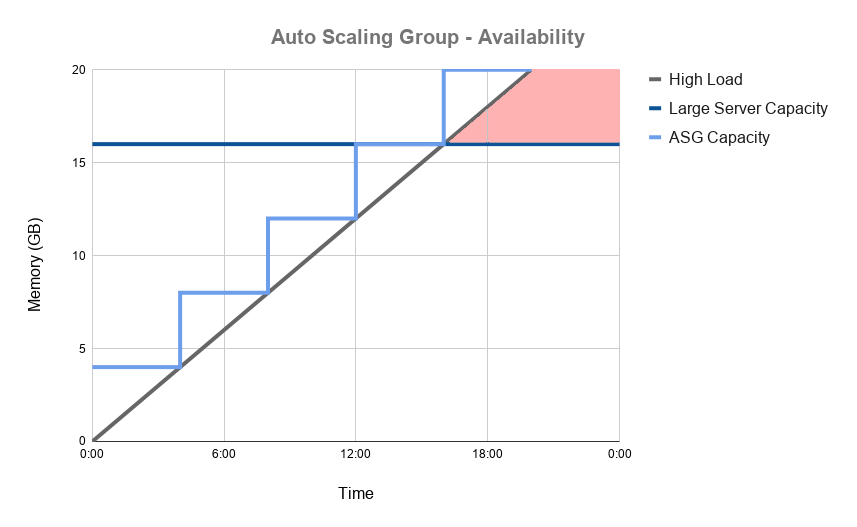 Auto Scaling Group - Availability
High Load
Large Server Capacity
ASG Capacity
Memory (GB)
20
15
10
5
0
0:00
6:00
12:00
18:00
0:00
Time